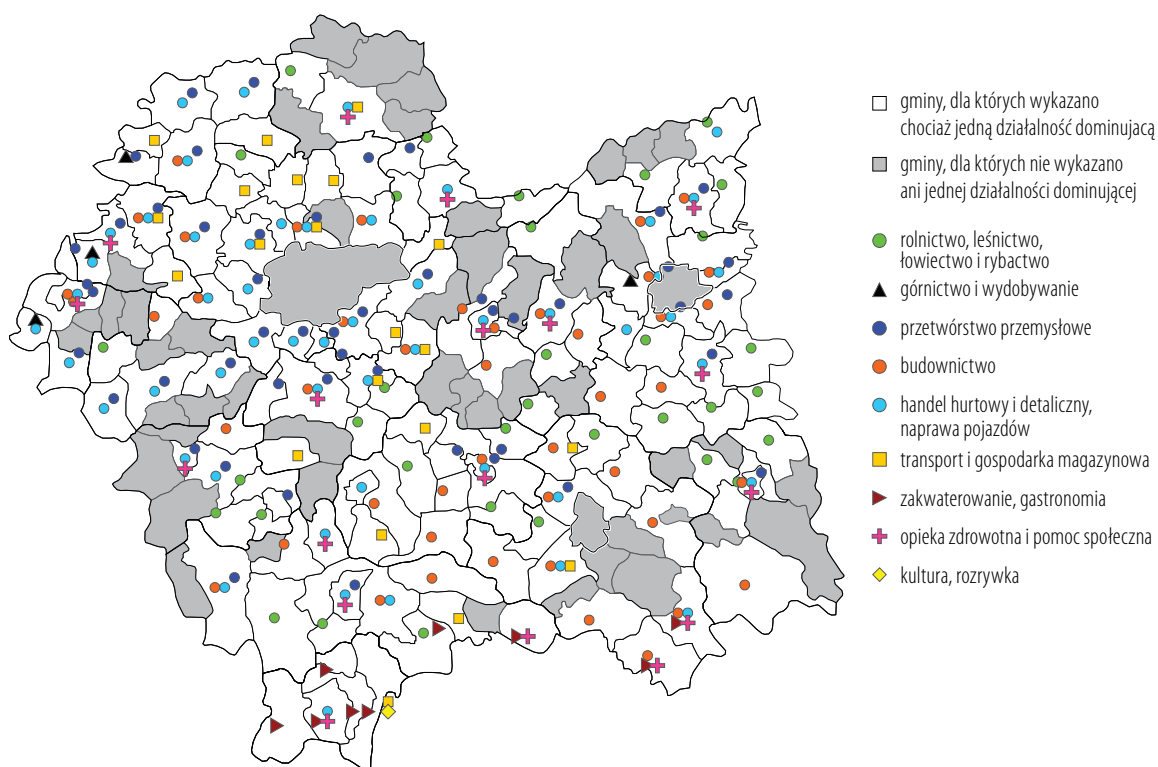 gminy, dla których wykazano
chociaż jedną działalność dominującą
gminy, dla których nie wykazano
ani jednej działalności dominującej
rolnictwo, leśnictwo,
łowiectwo i rybactwo
górnictwo i wydobywanie
przetwórstwo przemysłowe
budownictwo
handel hurtowy i detaliczny,
naprawa pojazdów
transport i gospodarka magazynowa
zakwaterowanie, gastronomia
opieka zdrowotna i pomoc społeczna
kultura, rozrywka